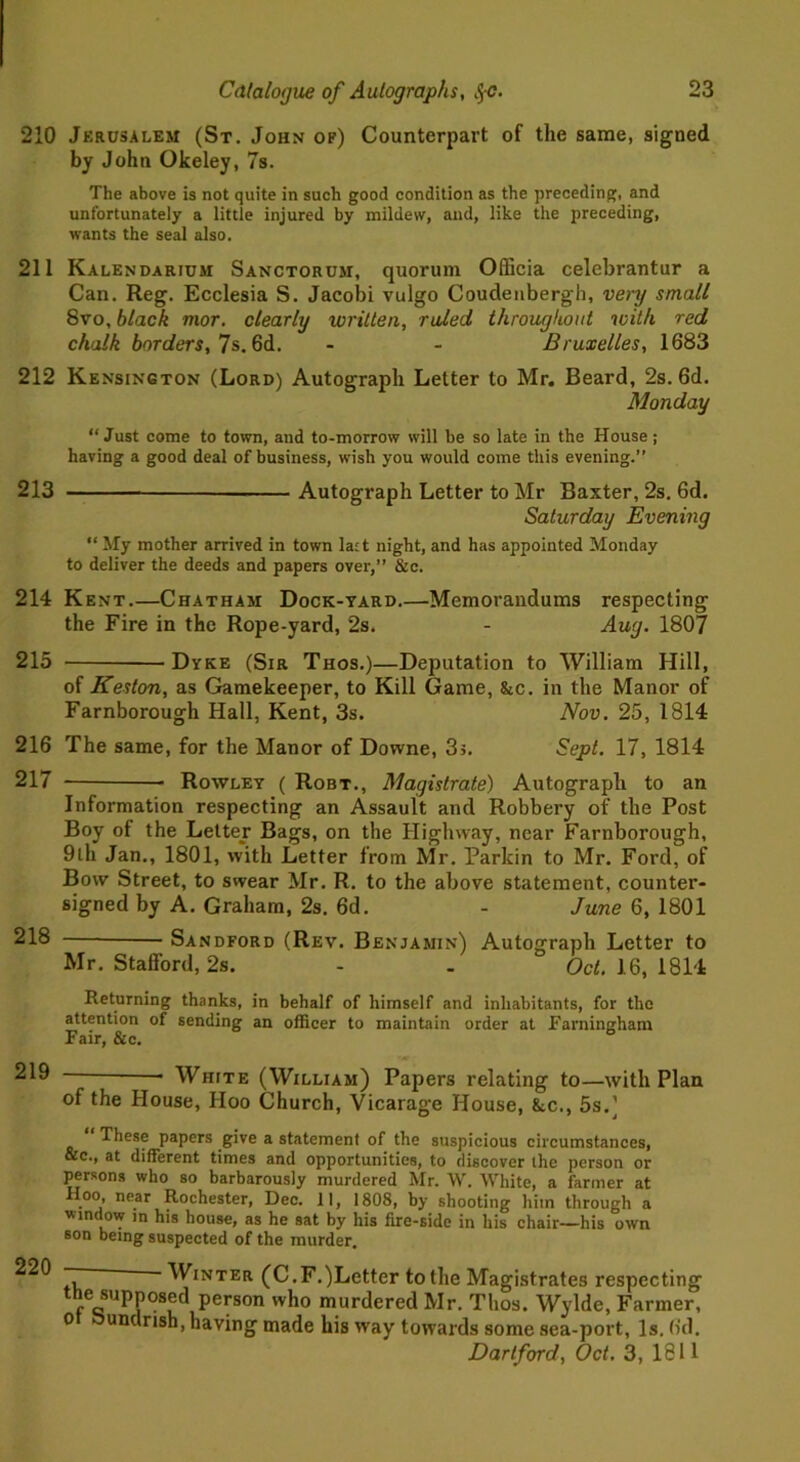 Catalogue of Autographs, &c. 23
210 Jerusalem (St. John of) Counterpart of the same, signed
by John Okeley, 7s.
The above is not quite in such good condition as the preceding, and
unfortunately a little injured by mildew, and, like the preceding,
wants the seal also.
211 Kalendarium Sanctorum, quorum Officia celebrantur a
Can. Reg. Ecclesia S. Jacobi vulgo Coudenbergh, very small
8vo, black mor. clearly written, ruled throughout with red
chalk borders, 7s. 6d. - - Bruxelles, 1683
212 Kensington (Lord) Autograph Letter to Mr. Beard, 2s. 6d.
Monday
“Just come to town, and to-morrow will be so late in the House;
having a good deal of business, wish you would come this evening.”
213 ——— Autograph Letter to Mr Baxter, 2s. 6d.
Saturday Evening
“My mother arrived in town last night, and has appointed Monday
to deliver the deeds and papers over,” &c.
214 Kent.—Chatham Dock-yard.—Memorandums respecting
the Fire in the Rope-yard, 2s. - Aug. 1807
215 ——— Dyke (Sir Thos.)—Deputation to William Hill,
of Keston, as Gamekeeper, to Kill Game, &c. in the Manor of
Farnborough Hall, Kent, 3s. Nov. 25, 1814
216 The same, for the Manor of Downe, 3s. Sept. 17, 1814
217 ——— Rowley ( Robt., Magistrate) Autograph to an
Information respecting an Assault and Robbery of the Post
Boy of the Letter Bags, on the Highway, near Farnborough,
9th Jan., 1801, with Letter from Mr. Parkin to Mr. Ford, of
Bow Street, to swear Mr. R. to the above statement, counter-
signed by A. Graham, 2s. 6d. - June 6, 1801
218 ——— Sandford (Rev. Benjamin) Autograph Letter to
Mr. Stafford, 2s. - - Oct. 16, 1814
Returning thanks, in behalf of himself and inhabitants, for the
attention of sending an officer to maintain order at Farningham
Fair, &c.
219 ——— White (William) Papers relating to—with Plan
of the House, Hoo Church, Vicarage House, &c., 5s.
“These papers give a statement of the suspicious circumstances,
&c., at different times and opportunities, to discover the person or
persons who so barbarously murdered Mr. W. White, a farmer at
Hoo, near Rochester, Dec. 11, 1808, by shooting him through a
window in his house, as he sat by his fire-side in his chair—his own
son being suspected of the murder.
220 ——— Winter (C.F.)Letter to the Magistrates respecting
the supposed person who murdered Mr. Thos. Wylde, Farmer,
of Sundrish, having made his way towards some sea-port, 1s. 6d.
Dartford, Oct. 3, 1811